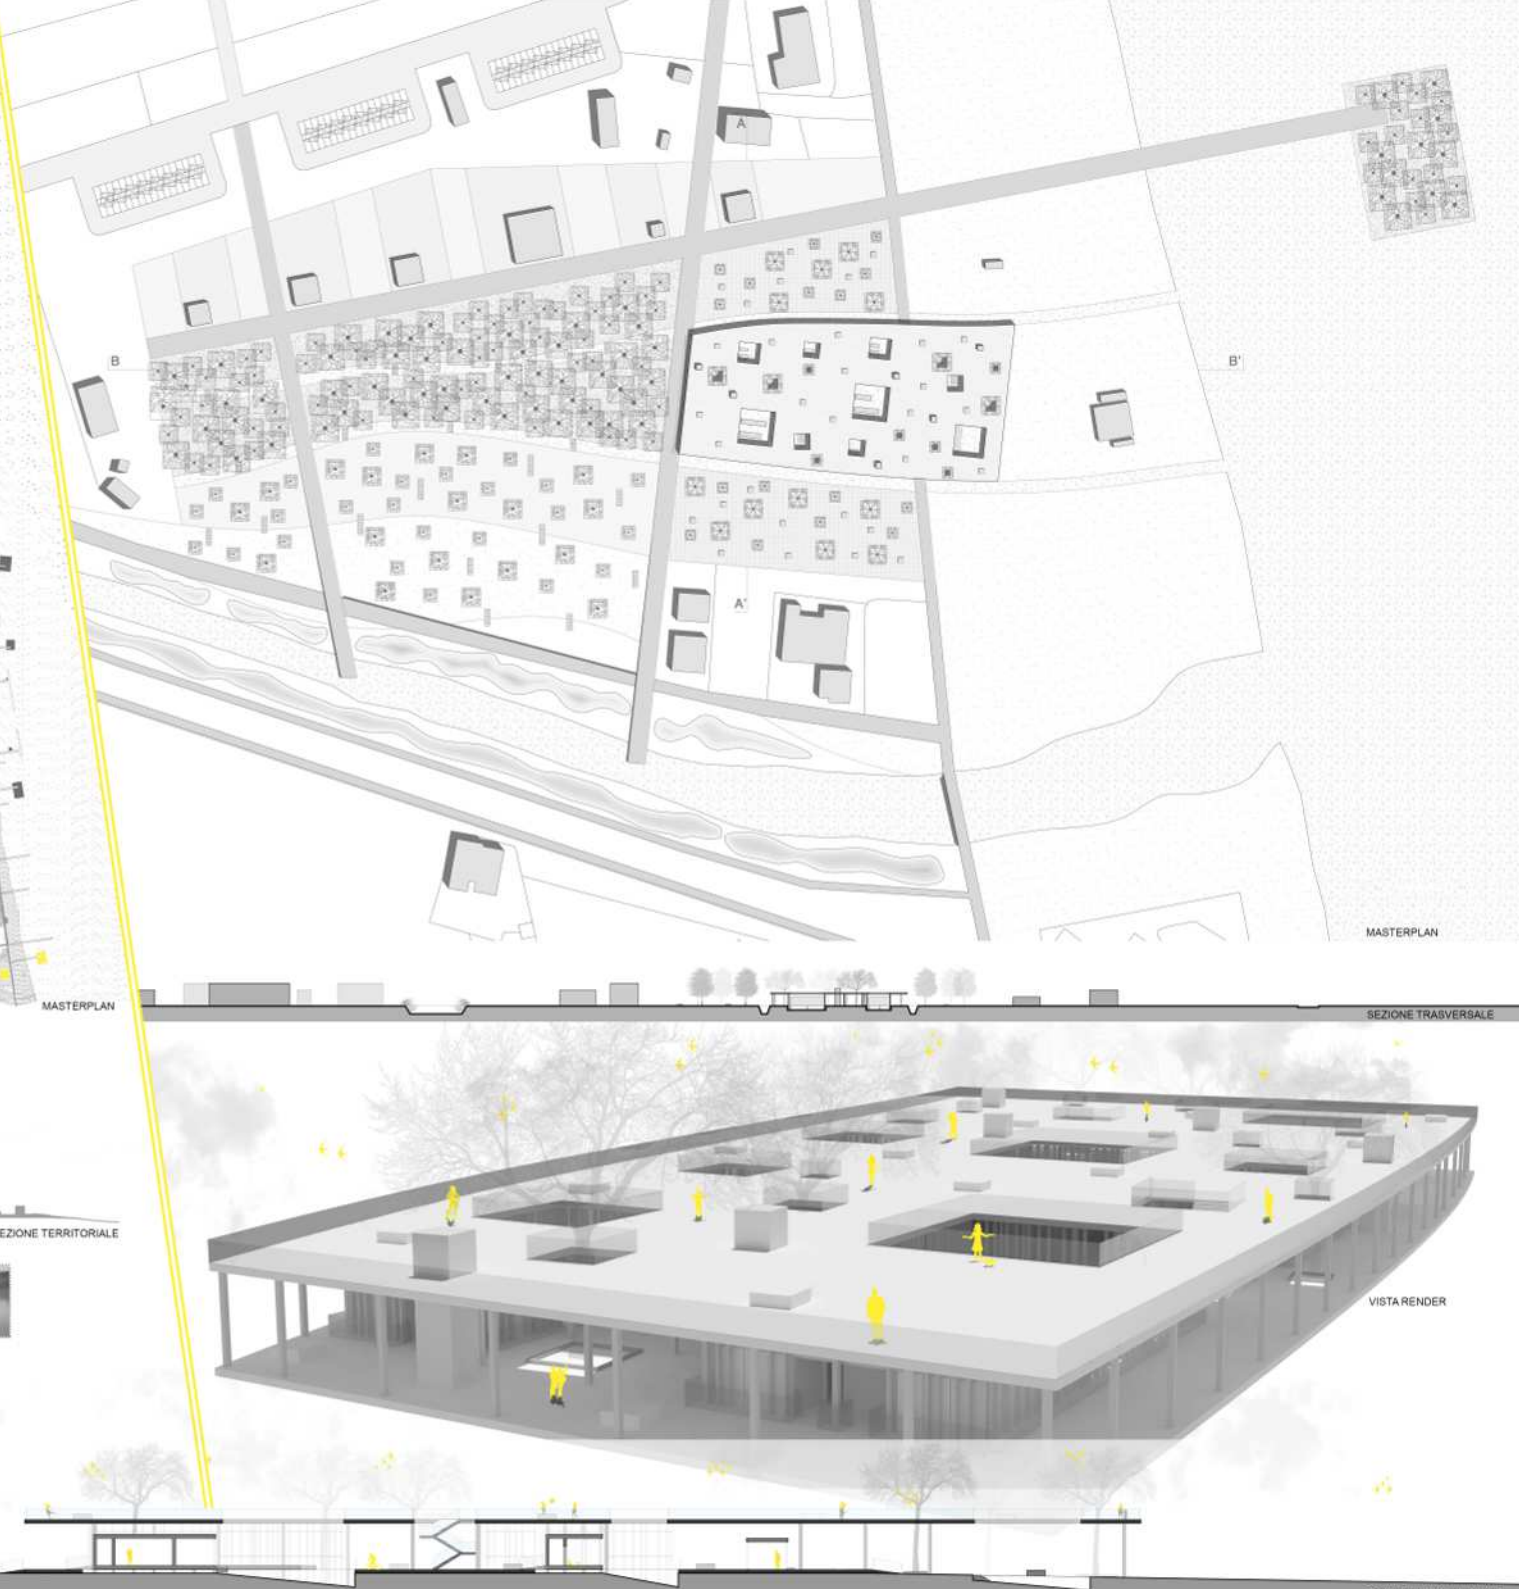 A
B
B'
A'
MASTERPLAN
MASTERPLAN
SEZIONE TRASVERSALE
EZIONE TERRITORIALE
VISTA RENDER